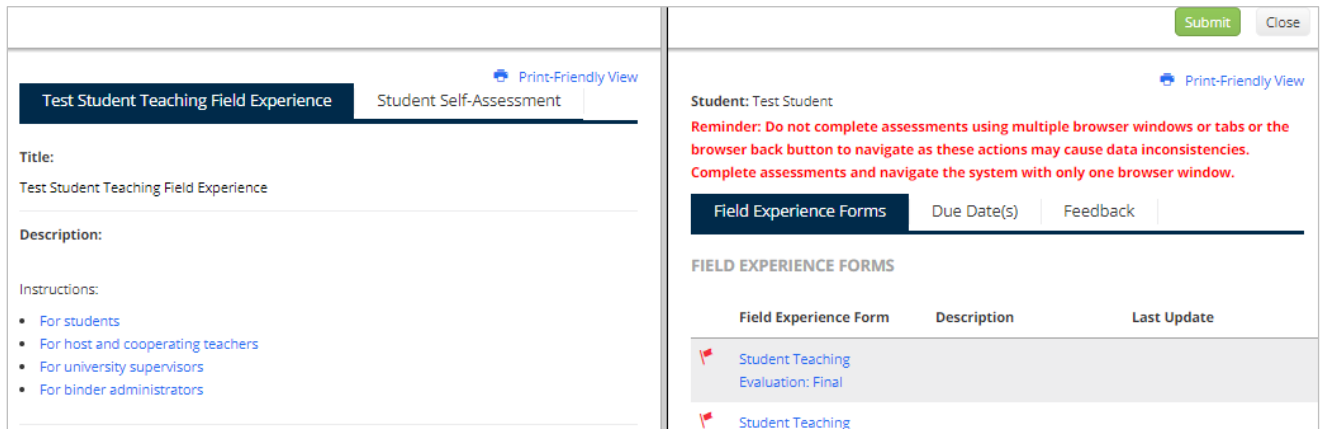 Print-Friendly View
Test Student Teaching Field Experience
Student Self-Assessment
Title:
Test Student Teaching Field Experience
Description:
Instructions:
For students
For host and cooperating teachers
For university supervisors
For binder administrators
Submit
Close
Print-Friendly View
Student: Test Student
Reminder: Do not complete assessments using multiple browser windows or tabs or the
browser back button to navigate as these actions may cause data inconsistencies.
Complete assessments and navigate the system with only one browser window.
Field Experience Forms
Due Date(s)
Feedback
FIELD EXPERIENCE FORMS
Field Experience Form
Description
Last Update
Student Teaching
Evaluation: Final
Student Teaching